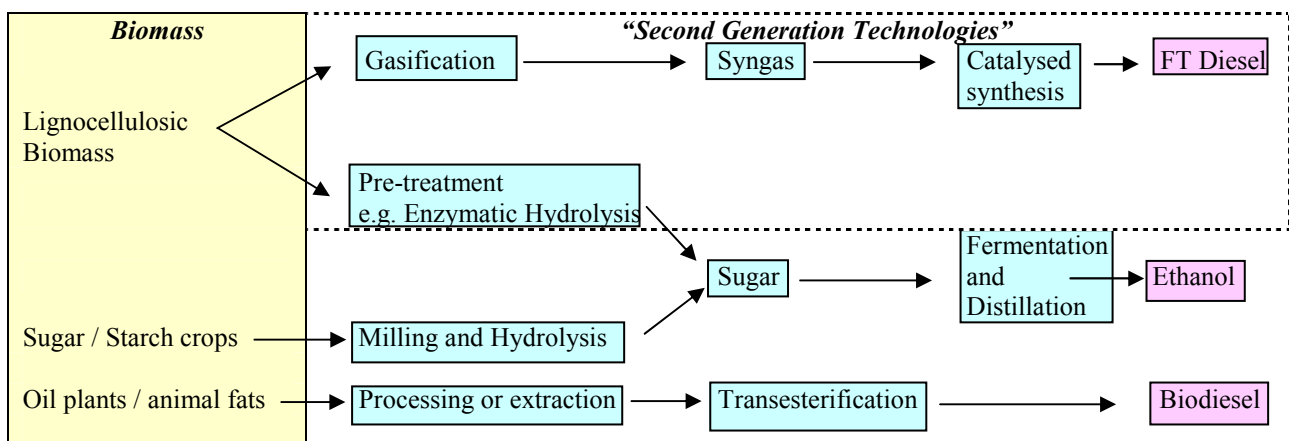 Biomass
“Second Generation Technologies”
Gasification
Syngas
Catalysed
synthesis
FT Diesel
Lignocellulosic
Biomass
Pre-treatment
e.g. Enzymatic Hydrolysis
Sugar
Fermentation
and
Distillation
Ethanol
Sugar / Starch crops
Milling and Hydrolysis
Oil plants / animal fats
Processing or extraction
Transesterification
Biodiesel